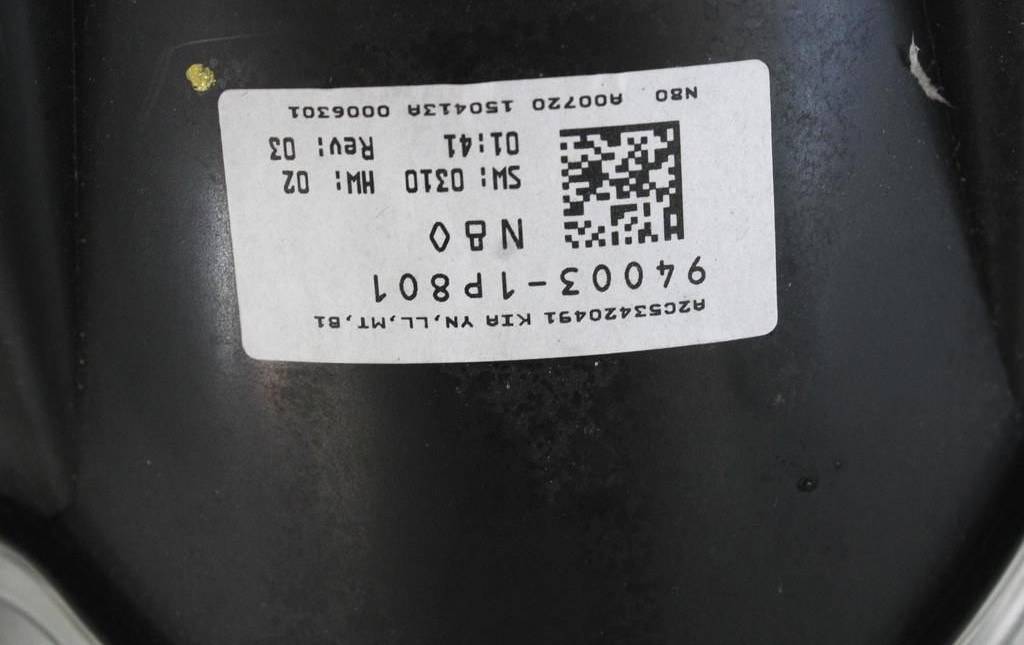 A2C53420491 KIA YN,LL,MT,B1
94003-1P801
N80
SW: 0310 HW: 02
01:41 Rev: 03
N80 A00720 150413A 0006301